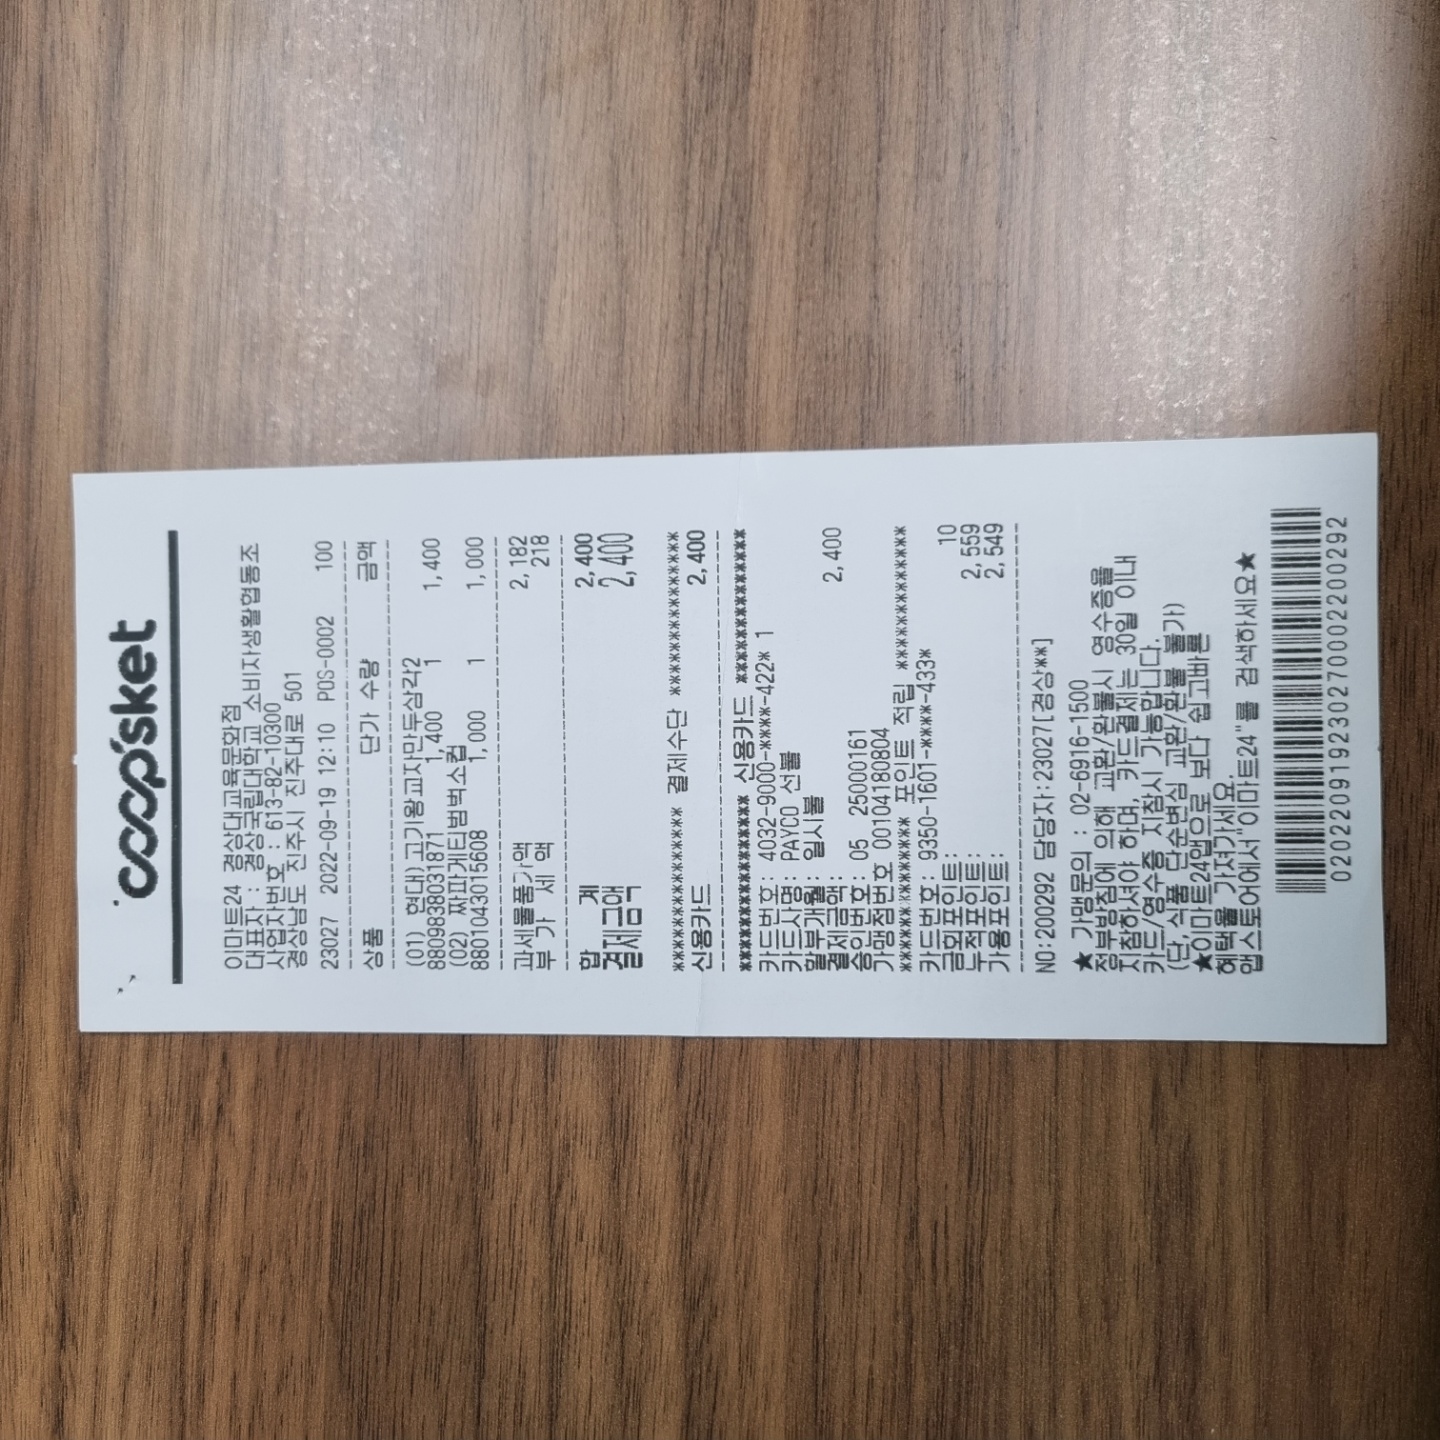 coop'sket
이마트24 경상대교육문화점
대표자 : 경상국립대학교 소비자생활협동조
사업자번호 : 613-82-10300
경상남도 진주시 진주대로 501
23027 2022-09-19 12:10 POS-0002 100
상품 단가 수량 금액
(01) 현대)고기왕교자만두삼각2
8809838031871 1,400 1 1,400
(02) 짜파게티범벅소컵
8801043015608 1,000 1 1,000
과세물품가액 2,182
부 가 세 액 218
합 계 2,400
결제금액 2,400
*************** 결제수단 ***************
신용카드 2,400
**************** 신용카드 **************
카드번호: 4032-9000-****-422* 1
카드사명: PAYCO 선불
할부개월: 일시불
결제금액: 2,400
승인번호: 05 25000161
가맹점번호 00104180804
************** 포인트 적립 *************
카드번호: 9350-1601-****-433*
금회포인트: 10
누적포인트: 2,559
가용포인트: 2,549
NO:200292 담당자:23027[경상**]
★ 가맹문의 : 02-6916-1500
정부방침에 의해 교환/환불시 영수증을
지참하셔야 하며, 카드결제는 30일 이내
카드/영수증 지참시 가능합니다.
(단,식품 단순변심 교환/환불 불가)
★이마트24앱으로 보다 쉽고빠른
혜택을 가져가세요.
앱스토어에서"이마트24"를 검색하세요★
020220919230270002200292